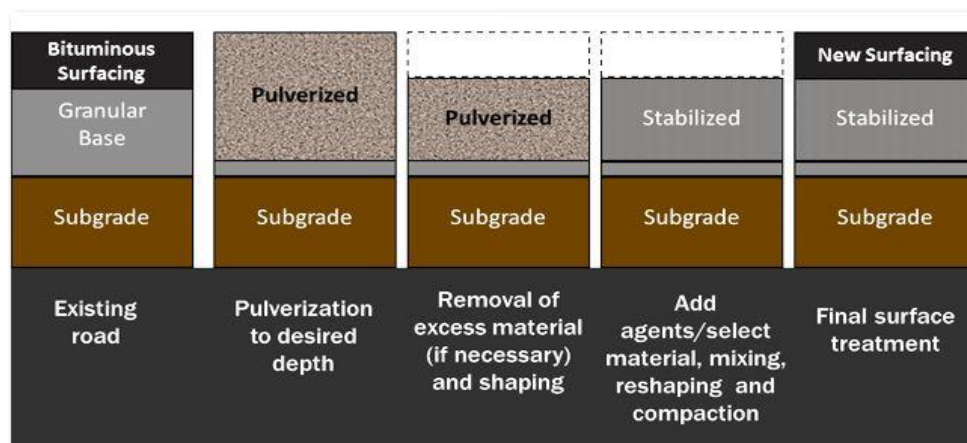 Bituminous
Surfacing
Granular
Base
Subgrade
Pulverized
Subgrade
Pulverized
Subgrade
Stabilized
Subgrade
New Surfacing
Stabilized
Subgrade
Existing
road
Pulverization
to desired
depth
Removal of
excess material
(if necessary)
and shaping
Add
agents/select
material, mixing,
reshaping and
compaction
Final surface
treatment